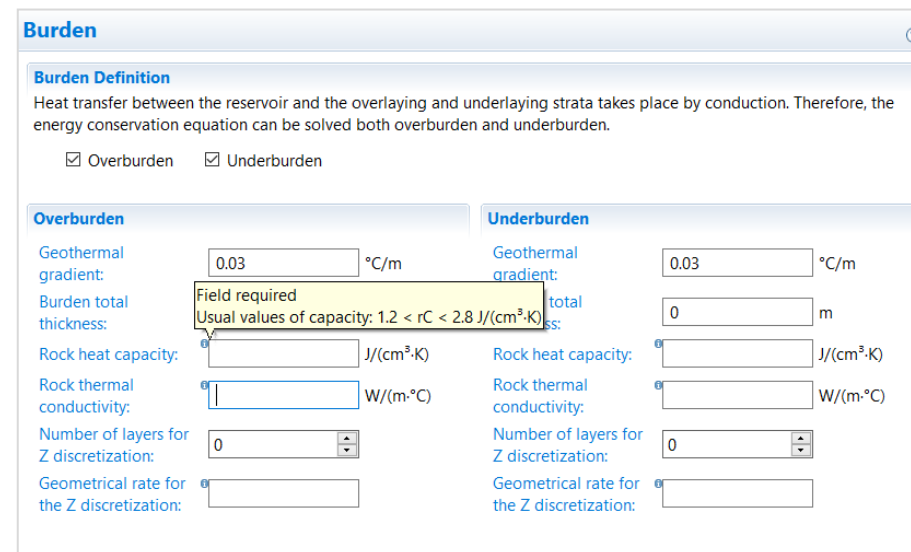 Burden
Burden Definition
Heat transfer between the reservoir and the overlaying and underlaying strata takes place by conduction. Therefore, the
energy conservation equation can be solved both overburden and underburden.
Overburden
Underburden
Overburden
Geothermal
gradient:
0.03
°C/m
Burden total
thickness:
Field required
Usual values of capacity: 1.2 < rC < 2.8 J/(cm³·K)
Rock heat capacity:
J/(cm³·K)
Rock thermal
conductivity:
W/(m·°C)
Number of layers for
Z discretization:
0
Geometrical rate for
the Z discretization:
Underburden
Geothermal
gradient:
0.03
°C/m
total
ss:
0
m
Rock heat capacity:
J/(cm³·K)
Rock thermal
conductivity:
W/(m·°C)
Number of layers for
Z discretization:
0
Geometrical rate for
the Z discretization: